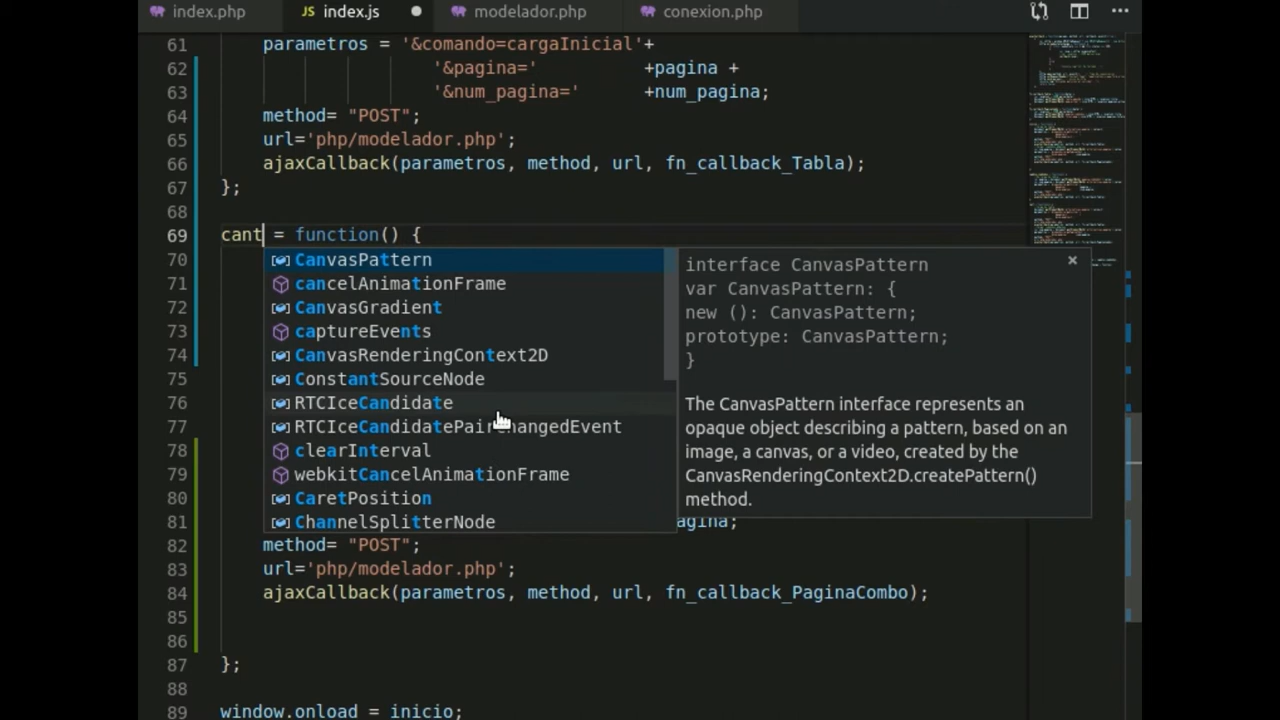 index.php JS index.js modelador.php conexion.php
61 parametros = '&comando=cargaInicial'+
62 '&pagina=' +pagina +
63 '&num_pagina=' +num_pagina;
64 method= "POST";
65 url='php/modelador.php';
66 ajaxCallback(parametros, method, url, fn_callback_Tabla);
67 };
68
69 cant = function() {
70 CanvasPattern interface CanvasPattern
71 cancelAnimationFrame var CanvasPattern: {
72 CanvasGradient new (): CanvasPattern;
73 captureEvents prototype: CanvasPattern;
74 CanvasRenderingContext2D }
75 ConstantSourceNode
76 RTCIceCandidate The CanvasPattern interface represents an
77 RTCIceCandidatePair hangedEvent opaque object describing a pattern, based on an
78 clearInterval image, a canvas, or a video, created by the
79 webkitCancelAnimationFrame CanvasRenderingContext2D.createPattern()
80 CaretPosition method.
81 ChannelSplitterNode agina;
82 method= "POST";
83 url='php/modelador.php';
84 ajaxCallback(parametros, method, url, fn_callback_PaginaCombo);
85
86
87 };
88
89 window.onload = inicio;